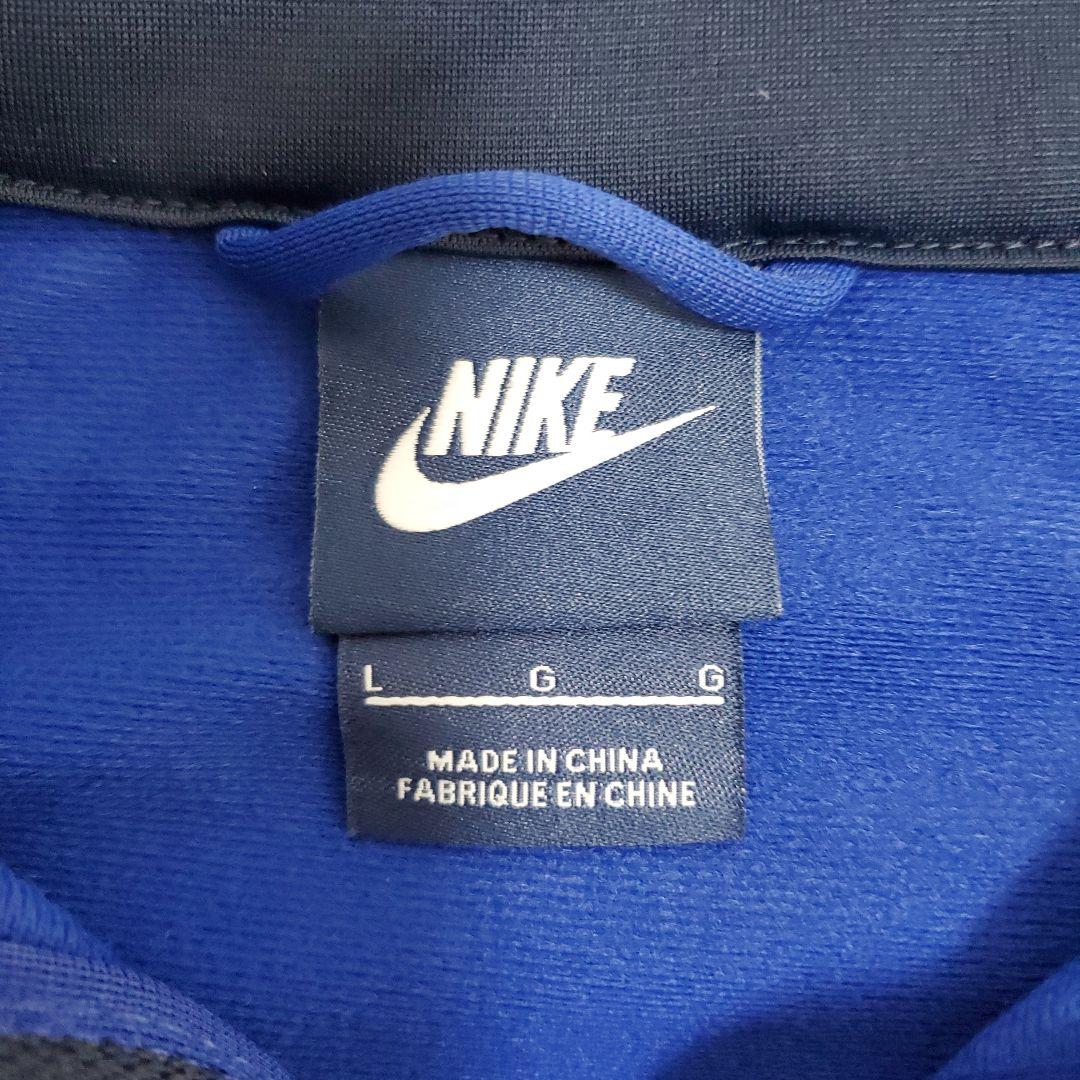 NIKE
L G G
MADE IN CHINA
FABRIQUE EN CHINE